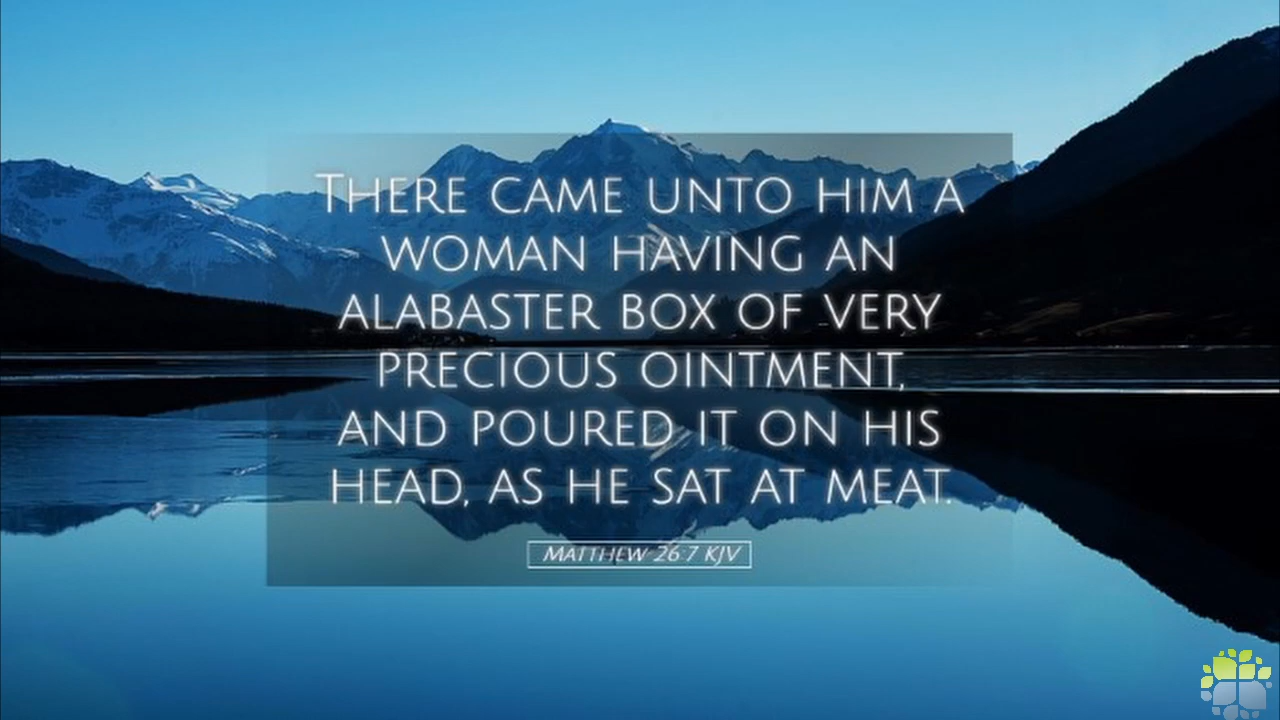 THERE CAME UNTO HIM A
WOMAN HAVING AN
ALABASTER BOX OF VERY
PRECIOUS OINTMENT,
AND POURED IT ON HIS
HEAD, AS HE SAT AT MEAT.
MATTHEW 26:7 KJV